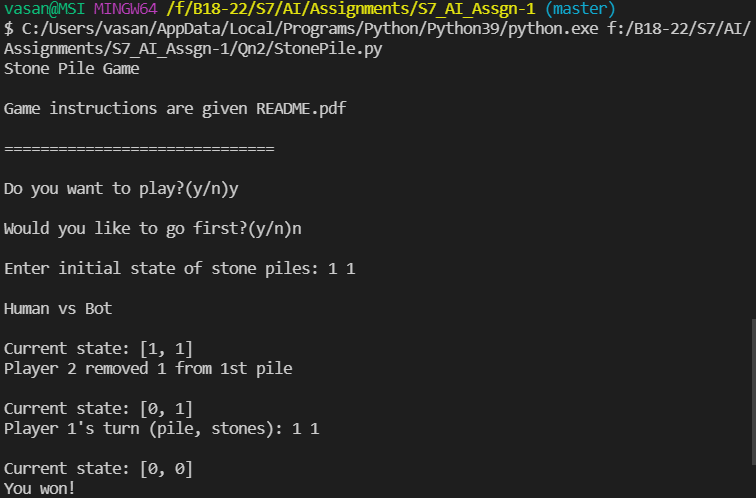 vasan@MSI MINGW64 /f/B18-22/S7/AI/Assignments/S7_AI_Assgn-1 (master)
$ C:/Users/vasan/AppData/Local/Programs/Python/Python39/python.exe f:/B18-22/S7/AI/
Assignments/S7_AI_Assgn-1/Qn2/StonePile.py
Stone Pile Game
Game instructions are given README.pdf
==============================
Do you want to play?(y/n)y
Would you like to go first?(y/n)n
Enter initial state of stone piles: 1 1
Human vs Bot
Current state: [1, 1]
Player 2 removed 1 from 1st pile
Current state: [0, 1]
Player 1's turn (pile, stones): 1 1
Current state: [0, 0]
You won!